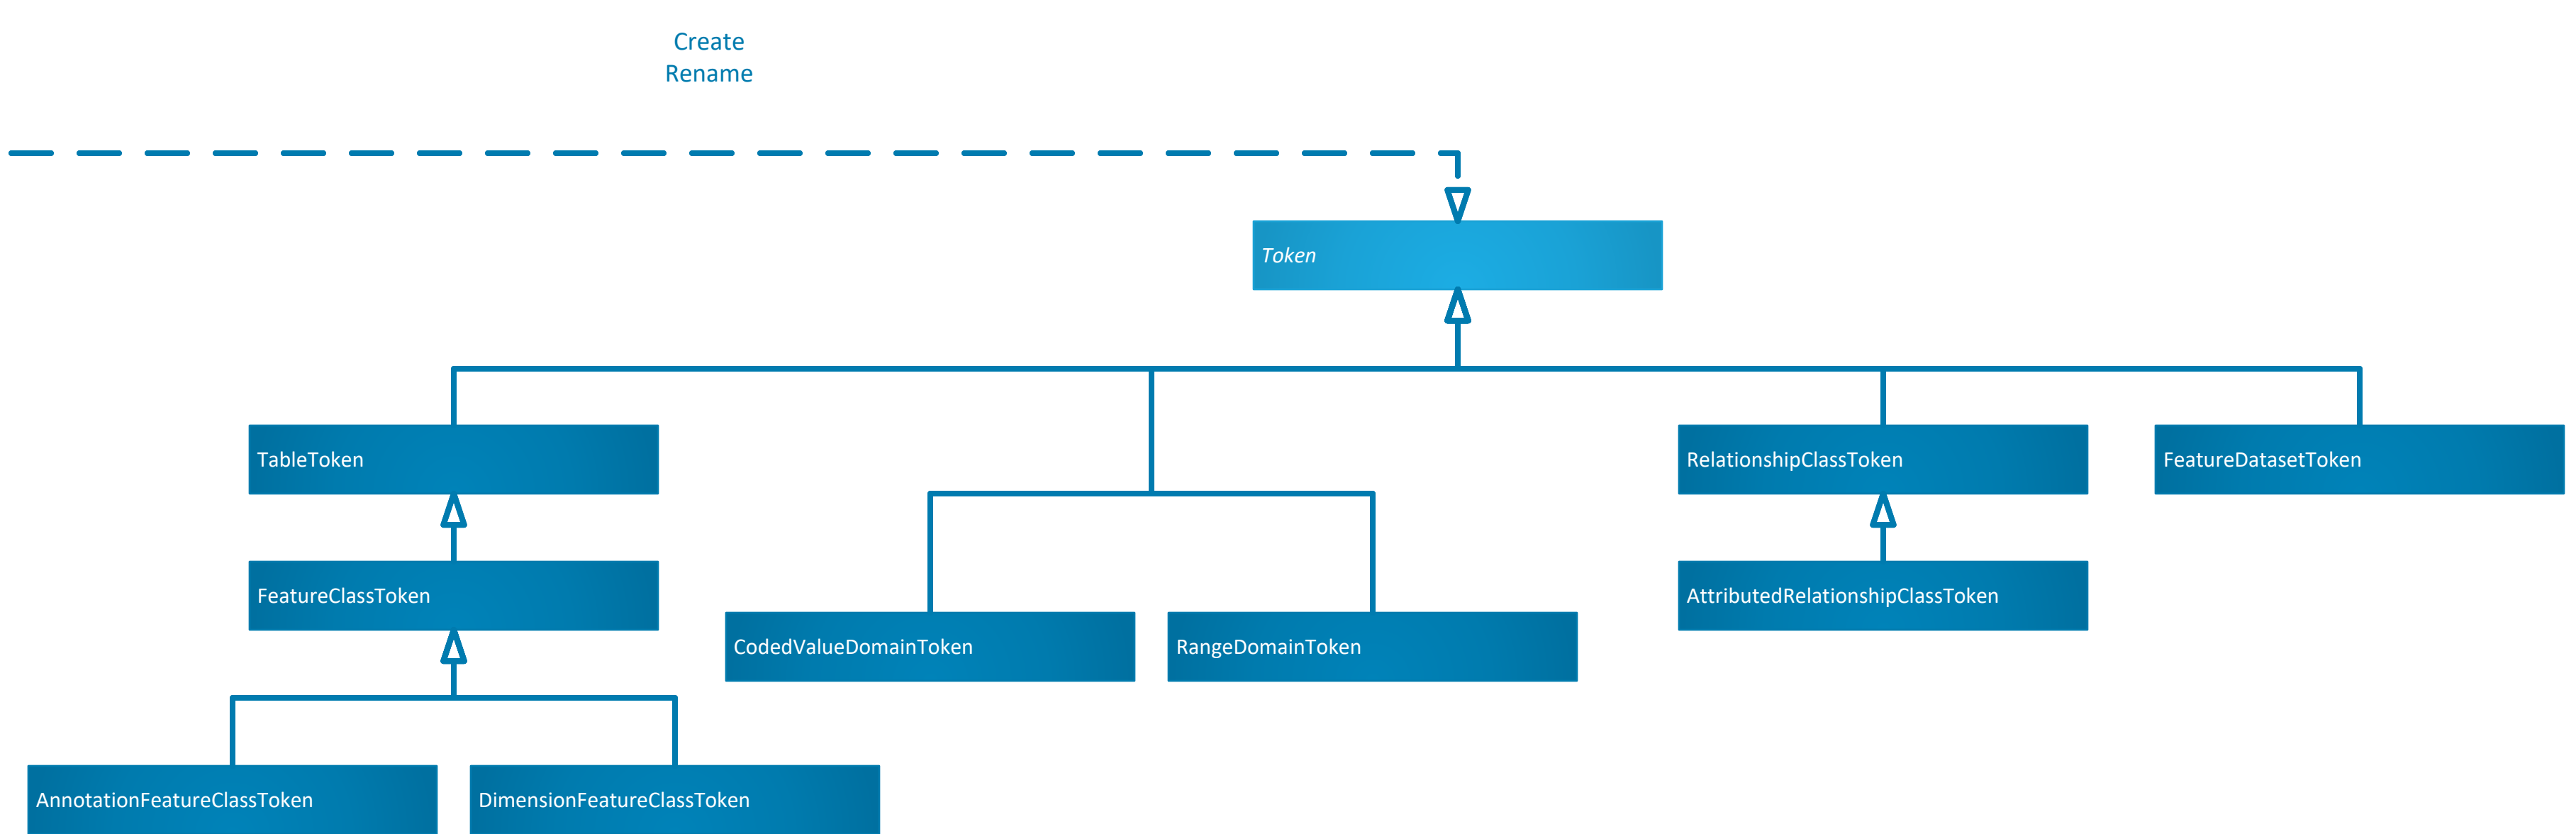 Create
Rename
Token
TableToken
RelationshipClassToken
FeatureDatasetToken
FeatureClassToken
AttributedRelationshipClassToken
CodedValueDomainToken
RangeDomainToken
AnnotationFeatureClassToken
DimensionFeatureClassToken